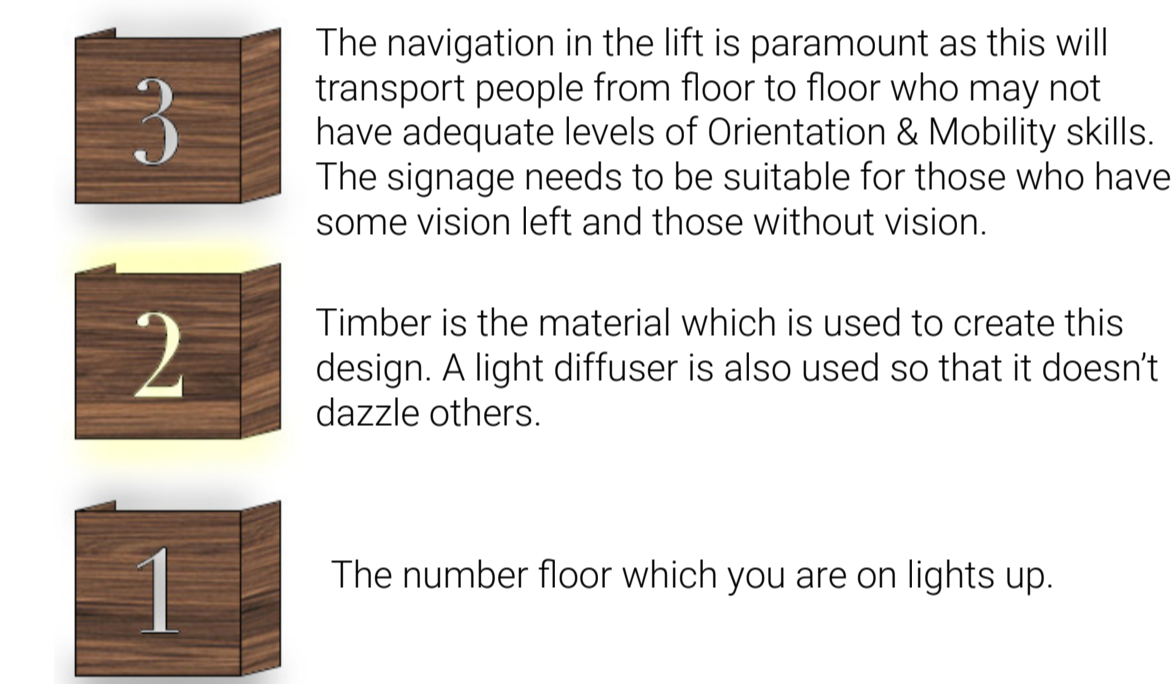 3
The navigation in the lift is paramount as this will
transport people from floor to floor who may not
have adequate levels of Orientation & Mobility skills.
The signage needs to be suitable for those who have
some vision left and those without vision.
2
Timber is the material which is used to create this
design. A light diffuser is also used so that it doesn’t
dazzle others.
1
The number floor which you are on lights up.